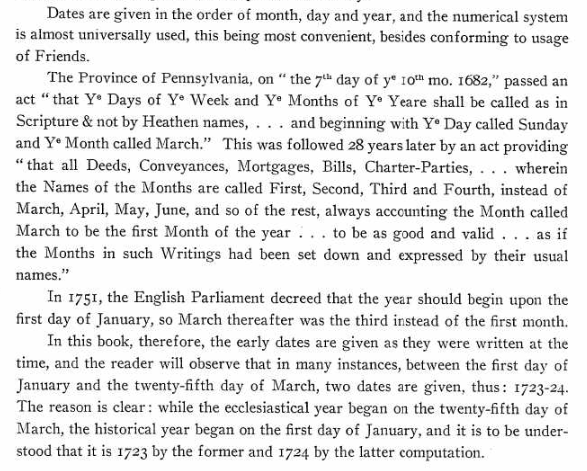 Dates are given in the order of month, day and year, and the numerical system
is almost universally used, this being most convenient, besides conforming to usage
of Friends.
The Province of Pennsylvania, on “ the 7th day of ye 10th mo. 1682,” passed an
act “ that Ye Days of Ye Week and Ye Months of Ye Yeare shall be called as in
Scripture & not by Heathen names, . . . and beginning with Ye Day called Sunday
and Ye Month called March.” This was followed 28 years later by an act providing
“ that all Deeds, Conveyances, Mortgages, Bills, Charter-Parties, . . . wherein
the Names of the Months are called First, Second, Third and Fourth, instead of
March, April, May, June, and so of the rest, always accounting the Month called
March to be the first Month of the year . . . to be as good and valid . . . as if
the Months in such Writings had been set down and expressed by their usual
names.”
In 1751, the English Parliament decreed that the year should begin upon the
first day of January, so March thereafter was the third instead of the first month.
In this book, therefore, the early dates are given as they were written at the
time, and the reader will observe that in many instances, between the first day of
January and the twenty-fifth day of March, two dates are given, thus: 1723-24.
The reason is clear: while the ecclesiastical year began on the twenty-fifth day of
March, the historical year began on the first day of January, and it is to be under-
stood that it is 1723 by the former and 1724 by the latter computation.